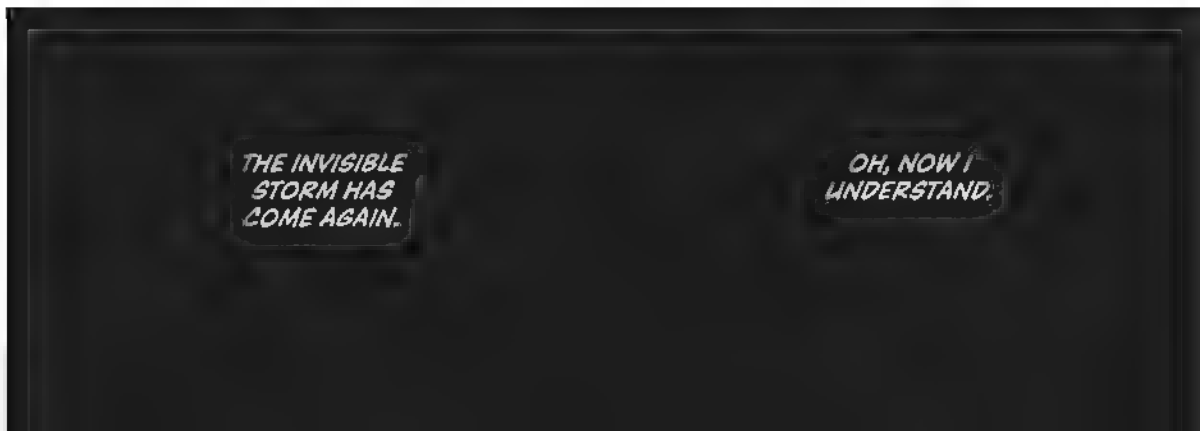 THE INVISIBLE
STORM HAS
COME AGAIN.
OH, NOW I
UNDERSTAND.